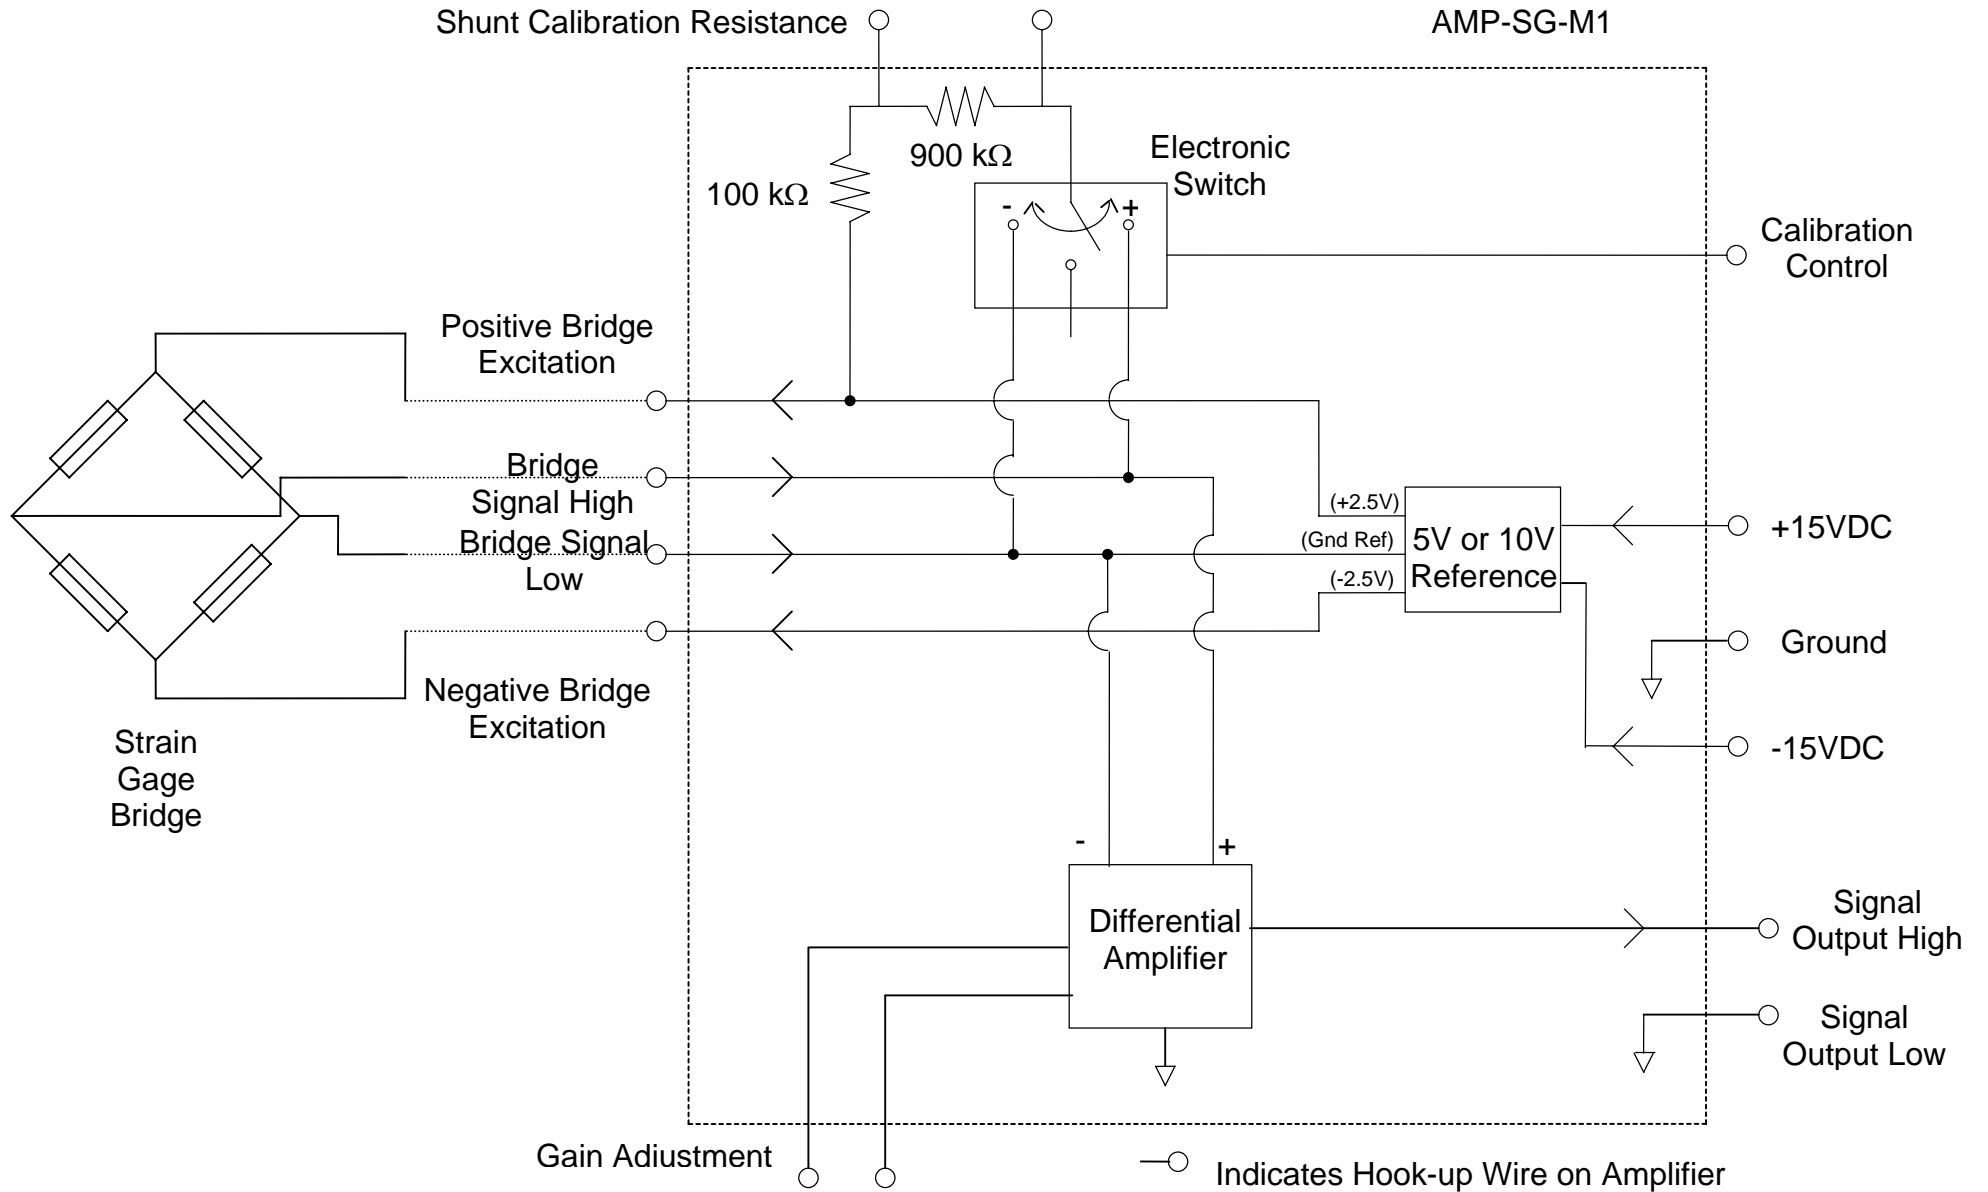 Shunt Calibration Resistance
AMP-SG-M1
900 kΩ
100 kΩ
Electronic
Switch
-
+
Calibration
Control
Positive Bridge
Excitation
Bridge
Signal High
Bridge Signal
Low
(+2.5V)
(Gnd Ref)
(-2.5V)
5V or 10V
Reference
+15VDC
Ground
-15VDC
Negative Bridge
Excitation
Strain
Gage
Bridge
-
+
Differential
Amplifier
Signal
Output High
Signal
Output Low
Gain Adiustment
Indicates Hook-up Wire on Amplifier